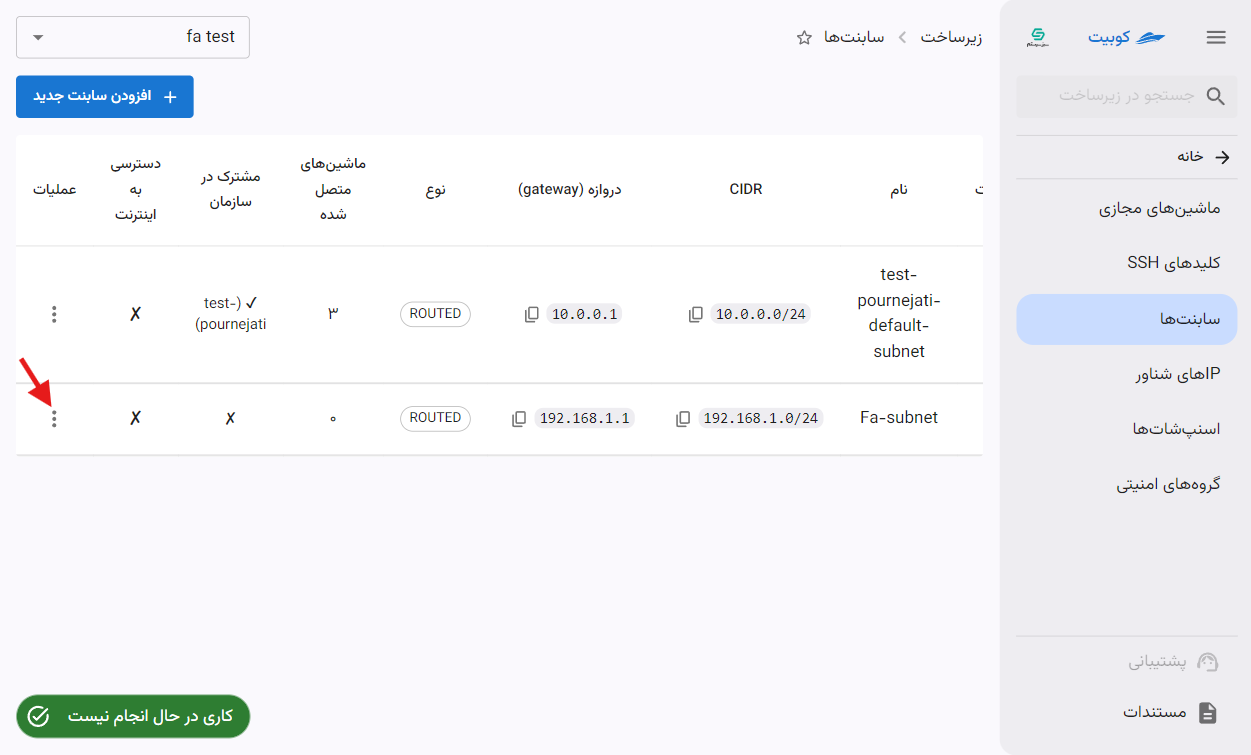 کوبیت
جستجو در زیرساخت
خانه
ماشین‌های مجازی
کلیدهای SSH
سابنت‌ها
IPهای شناور
اسنپ‌شات‌ها
گروه‌های امنیتی
پشتیبانی
مستندات
زیرساخت
سابنت‌ها
fa test
افزودن سابنت جدید
نام
CIDR
دروازه (gateway)
نوع
ماشین‌های
متصل
شده
مشترک در
سازمان
دسترسی
به
اینترنت
عملیات
test-
pournejati-
default-
subnet
10.0.0.0/24
10.0.0.1
ROUTED
۳
✓ (test-
pournejati)
✗
Fa-subnet
192.168.1.0/24
192.168.1.1
ROUTED
۰
✗
✗
کاری در حال انجام نیست